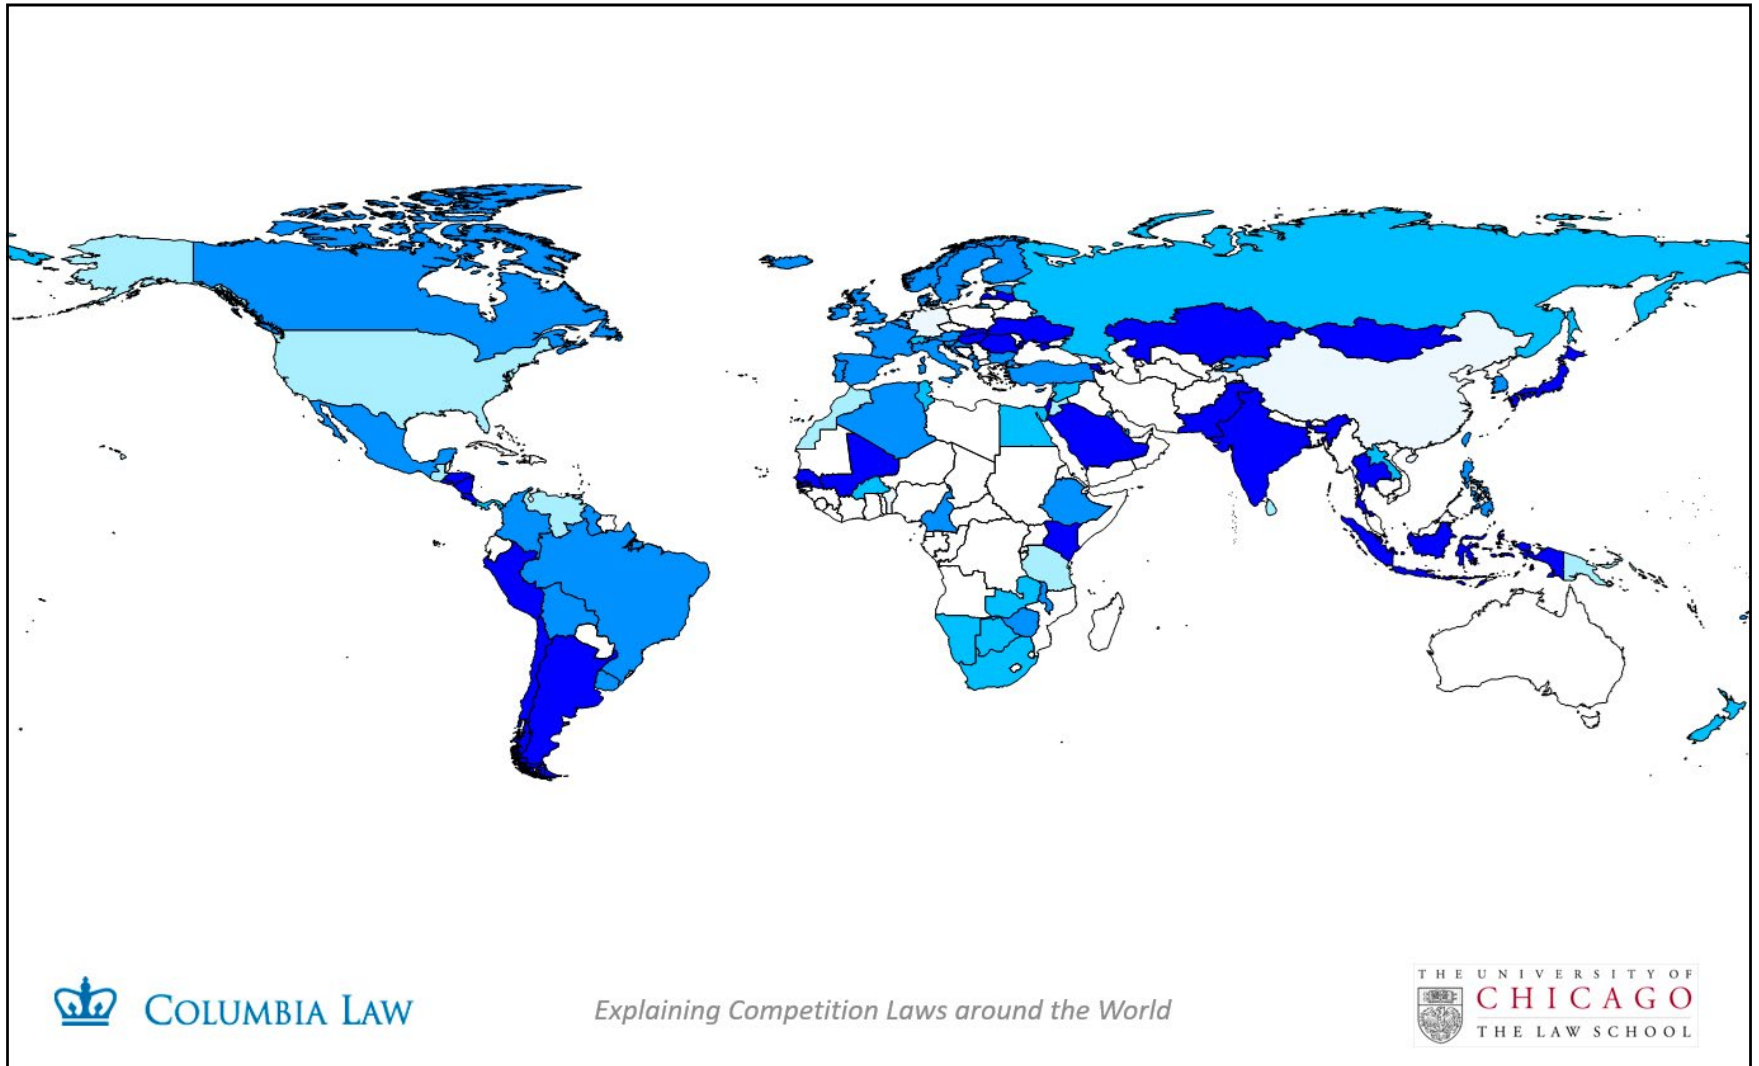 COLUMBIA LAW
Explaining Competition Laws around the World
THE UNIVERSITY OF
CHICAGO
THE LAW SCHOOL